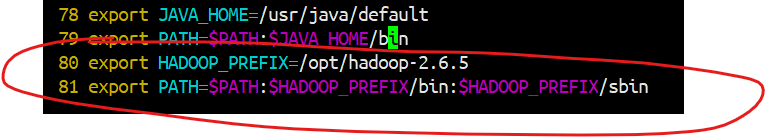 78 export JAVA_HOME=/usr/java/default
79 export PATH=$PATH:$JAVA_HOME/bin
80 export HADOOP_PREFIX=/opt/hadoop-2.6.5
81 export PATH=$PATH:$HADOOP_PREFIX/bin:$HADOOP_PREFIX/sbin